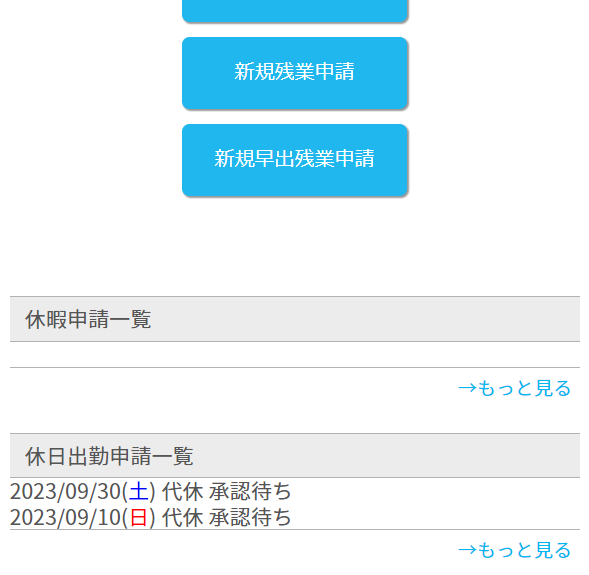 新規残業申請
新規早出残業申請
休暇申請一覧
→もっと見る
休日出勤申請一覧
2023/09/30(土) 代休 承認待ち
2023/09/10(日) 代休 承認待ち
→もっと見る